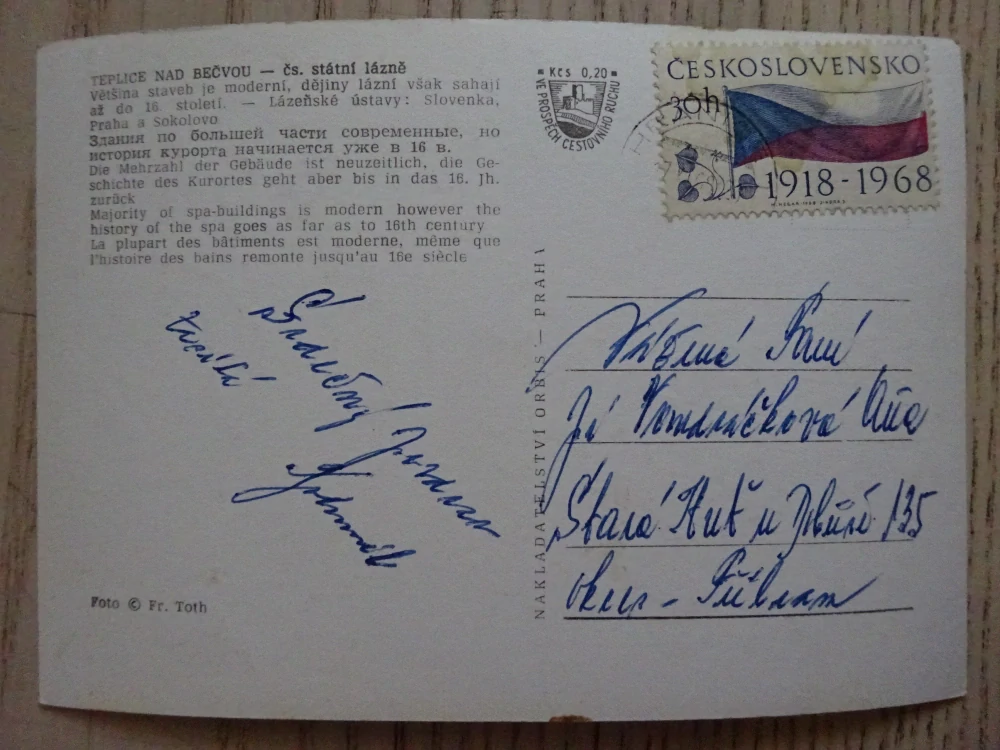 TEPLICE NAD BEČVOU — čs. státní lázně
Většina staveb je moderní, dějiny lázní však sahají
až do 16. století. — Lázeňské ústavy: Slovenka,
Praha a Sokolovo
Здания по большей части современные, но
история курорта начинается уже в 16 в.
Die Mehrzahl der Gebäude ist neuzeitlich, die Ge-
schichte des Kurortes geht aber bis in das 16. Jh.
zurück
Majority of spa-buildings is modern however the
history of the spa goes as far as to 16th century
La plupart des bâtiments est moderne, même que
l'histoire des bains remonte jusqu'au 16e siècle
Srdečný pozdrav
Foto © Fr. Toth
NAKLADATELSTVÍ ORBIS — PRAHA
Kčs 0,20
VE PROSPĚCH CESTOVNÍHO RUCHU
ČESKOSLOVENSKO
30h
1918-1968
Vážená Paní
Vondráčková
Stará Huť u Dobříše 135
okres - Příbram